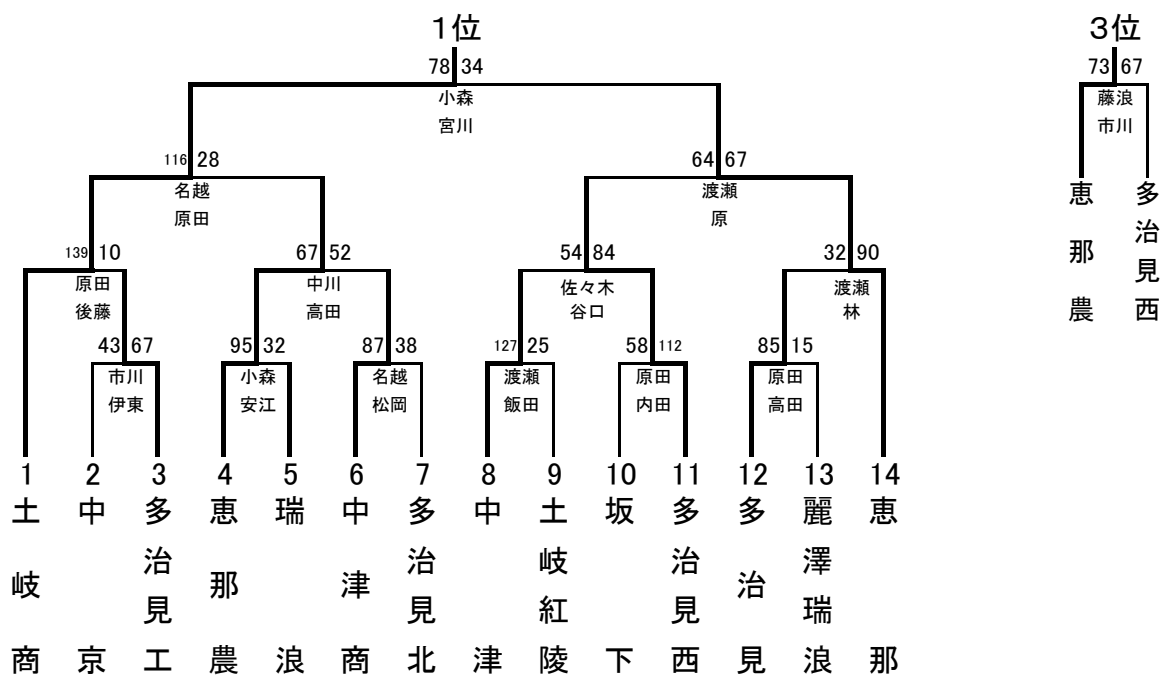 1位
3位
78 34
小森
宮川
73 67
藤浪
市川
116 28
名越
原田
64 67
渡瀬
原
恵那農
多治見西
139 10
原田
後藤
67 52
中川
高田
54 84
佐々木
谷口
32 90
渡瀬
林
43 67
市川
伊東
95 32
小森
安江
87 38
名越
松岡
127 25
渡瀬
飯田
58 112
原田
内田
85 15
原田
高田
1 2 3 4 5 6 7 8 9 10 11 12 13 14
土岐商
中京
多治見工
恵那農
瑞浪
中津商
多治見北
中津
土岐紅陵
坂下
多治見西
多治見
麗澤瑞浪
恵那